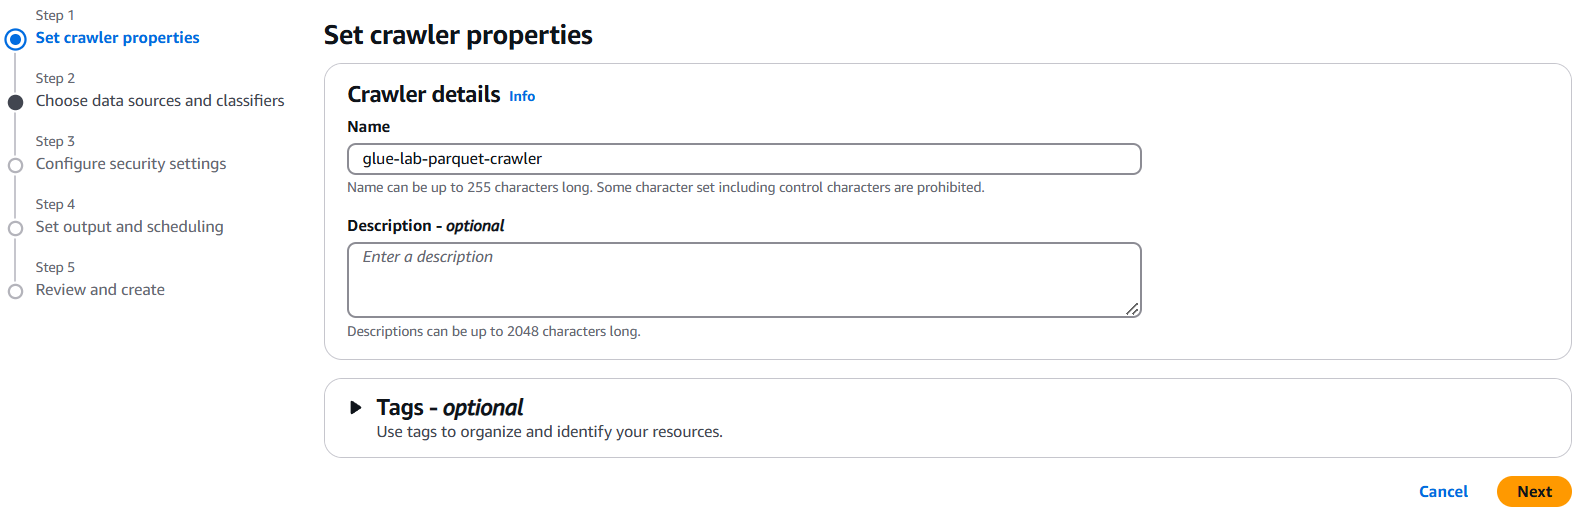 Step 1
Set crawler properties
Step 2
Choose data sources and classifiers
Step 3
Configure security settings
Step 4
Set output and scheduling
Step 5
Review and create
Set crawler properties
Crawler details Info
Name
glue-lab-parquet-crawler
Name can be up to 255 characters long. Some character set including control characters are prohibited.
Description - optional
Enter a description
Descriptions can be up to 2048 characters long.
Tags - optional
Use tags to organize and identify your resources.
Cancel Next